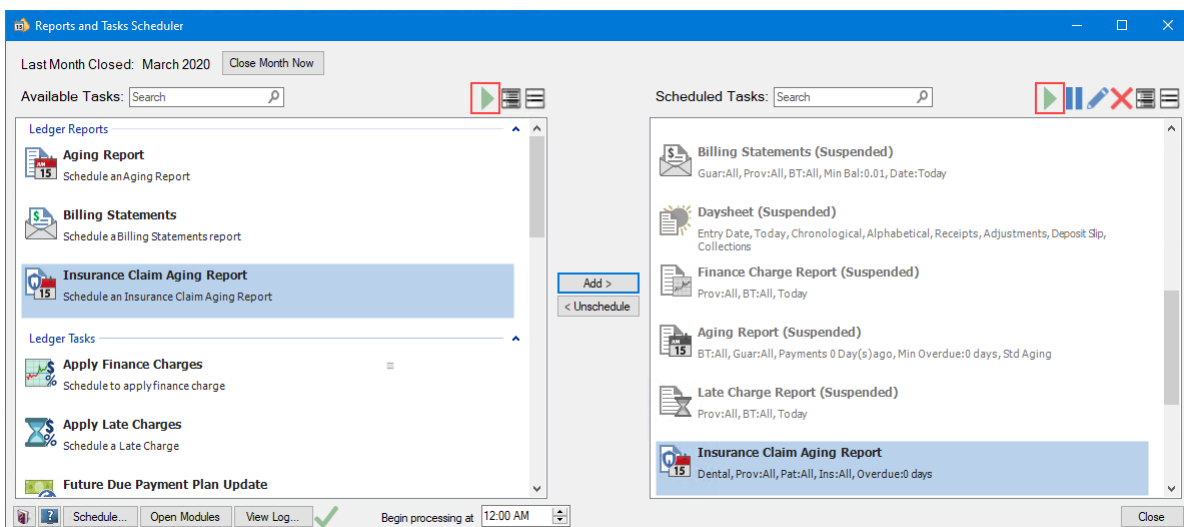 Reports and Tasks Scheduler
Last Month Closed: March 2020 Close Month Now
Available Tasks: Search
Scheduled Tasks: Search
Ledger Reports
Aging Report
Schedule an Aging Report
Billing Statements
Schedule a Billing Statements report
Insurance Claim Aging Report
Schedule an Insurance Claim Aging Report
Ledger Tasks
Apply Finance Charges
Schedule to apply finance charge
Apply Late Charges
Schedule a Late Charge
Future Due Payment Plan Update
Add >
< Unschedule
Billing Statements (Suspended)
Guar:All, Prov:All, BT:All, Min Bal:0.01, Date:Today
Daysheet (Suspended)
Entry Date, Today, Chronological, Alphabetical, Receipts, Adjustments, Deposit Slip,
Collections
Finance Charge Report (Suspended)
Prov:All, BT:All, Today
Aging Report (Suspended)
BT:All, Guar:All, Payments 0 Day(s)ago, Min Overdue:0 days, Std Aging
Late Charge Report (Suspended)
Prov:All, BT:All, Today
Insurance Claim Aging Report
Dental, Prov:All, Pat:All, Ins:All, Overdue:0 days
Schedule... Open Modules View Log... Begin processing at 12:00 AM Close